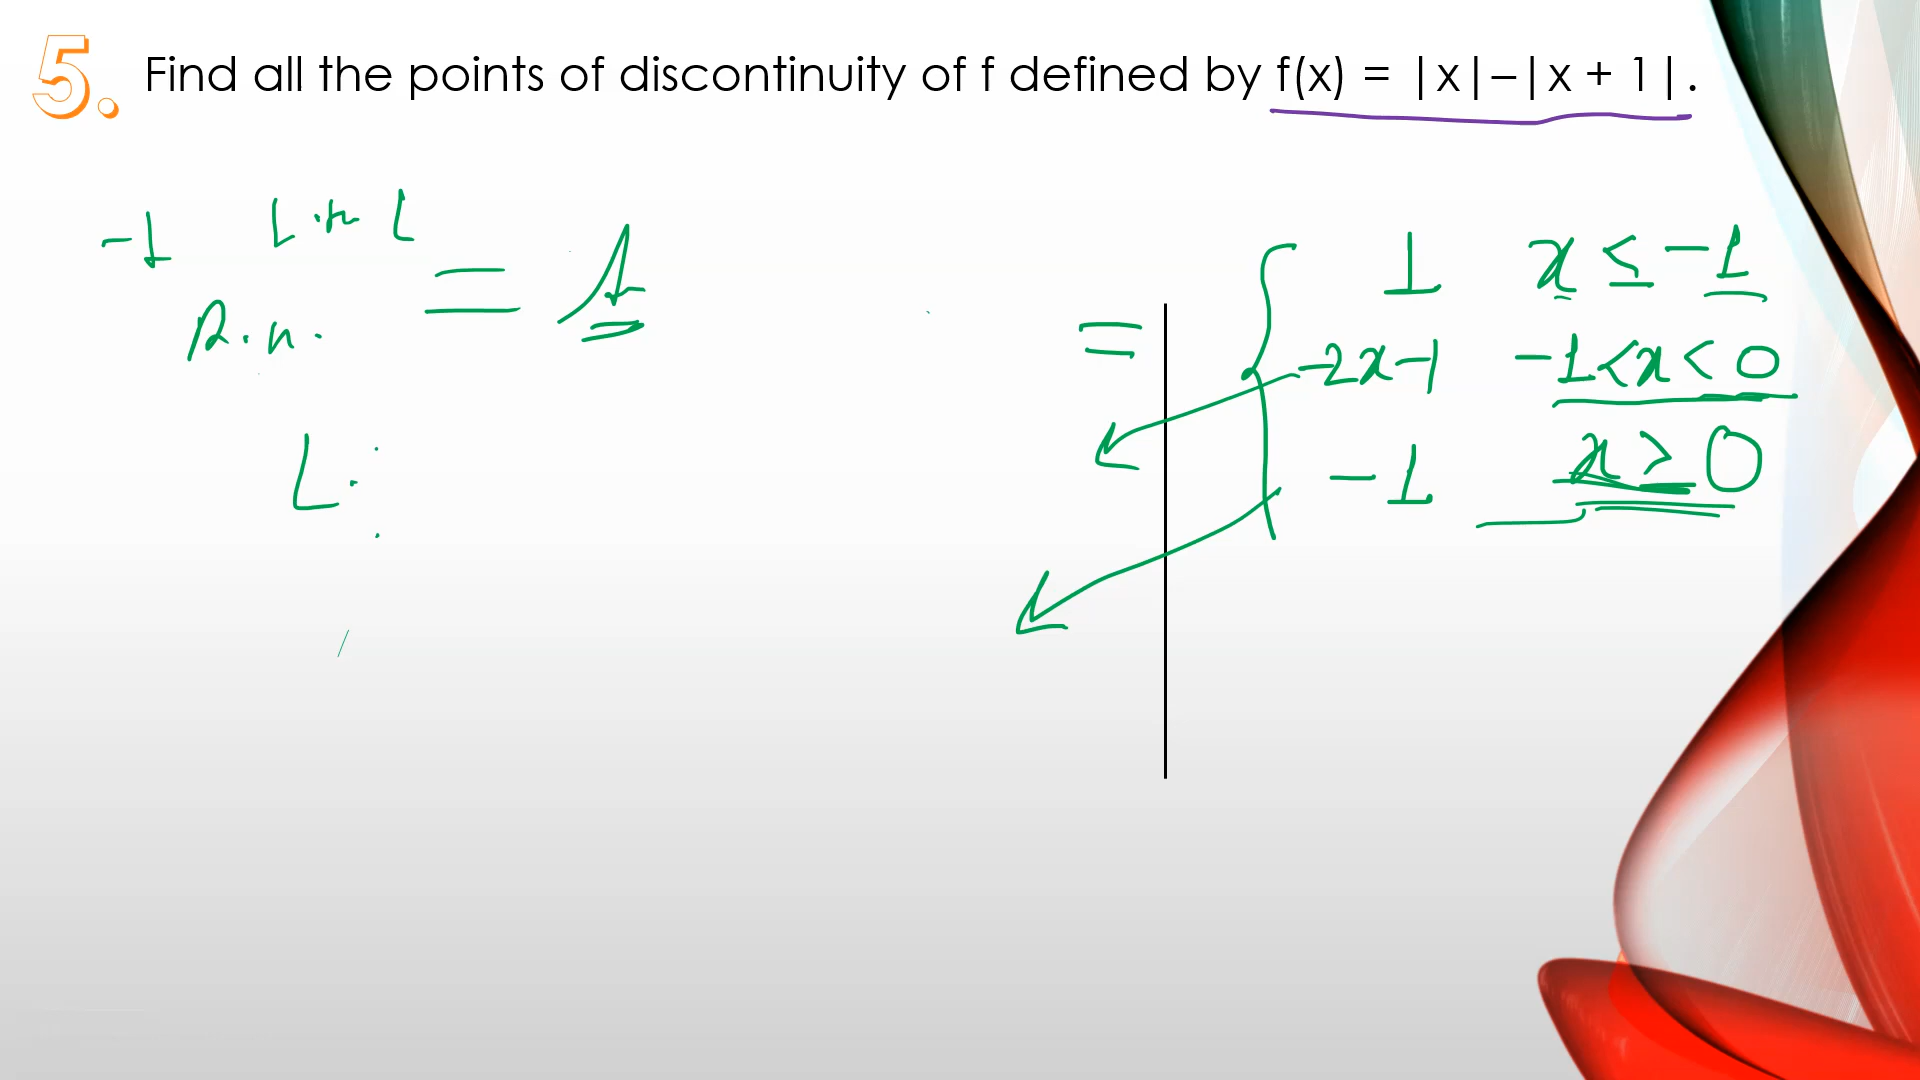 5. Find all the points of discontinuity of f defined by f(x) = |x|–|x + 1|.
-1
= 1
= { 1 x ≤ -1
-2x-1 -1<x<0
-1 x ≥ 0
L